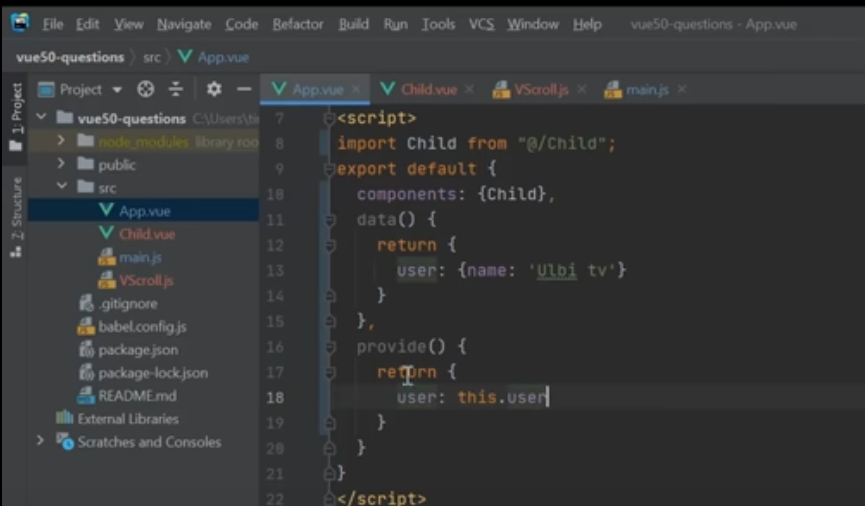 File Edit View Navigate Code Refactor Build Run Tools VCS Window Help vue50-questions - App.vue
vue50-questions src App.vue
Project App.vue Child.vue VScroll.js main.js
1: Project
7: Structure
vue50-questions C:\Users\ti
node_modules library roo
public
src
App.vue
Child.vue
main.js
VScroll.js
.gitignore
babel.config.js
package.json
package-lock.json
README.md
External Libraries
Scratches and Consoles
7 <script>
8 import Child from "@/Child";
9 export default {
10 components: {Child},
11 data() {
12 return {
13 user: {name: 'Ulbi tv'}
14 }
15 },
16 provide() {
17 return {
18 user: this.user
19 }
20 }
21 }
22 </script>